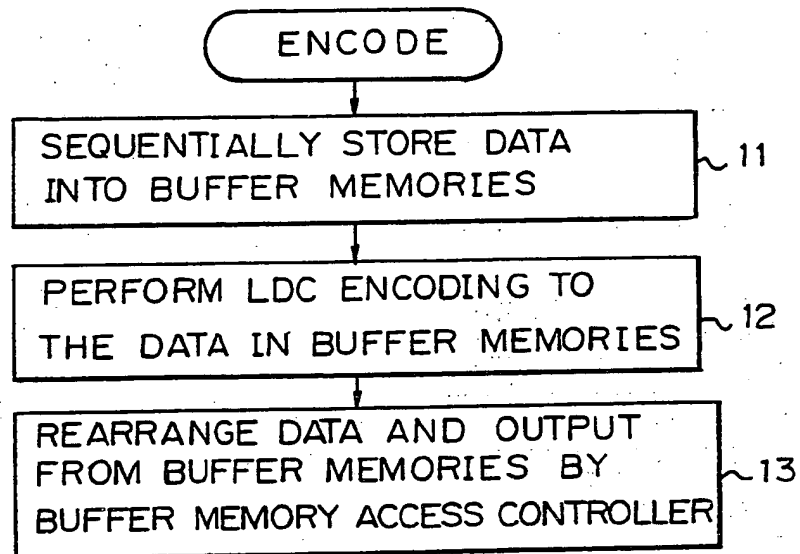 ENCODE
SEQUENTIALLY STORE DATA
INTO BUFFER MEMORIES
11
PERFORM LDC ENCODING TO
THE DATA IN BUFFER MEMORIES
12
REARRANGE DATA AND OUTPUT
FROM BUFFER MEMORIES BY
BUFFER MEMORY ACCESS CONTROLLER
13